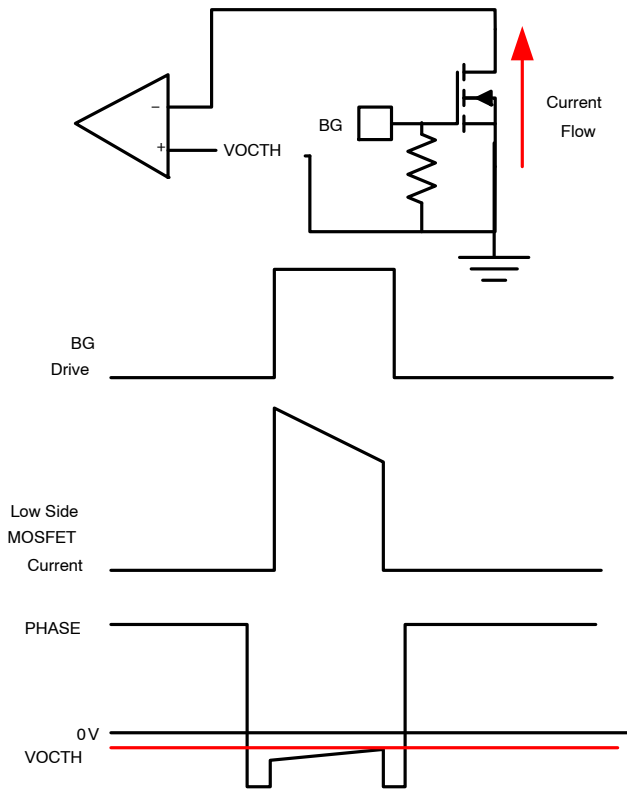 −
+
VOCTH
BG
Current
Flow
BG
Drive
Low Side
MOSFET
Current
PHASE
0 V
VOCTH